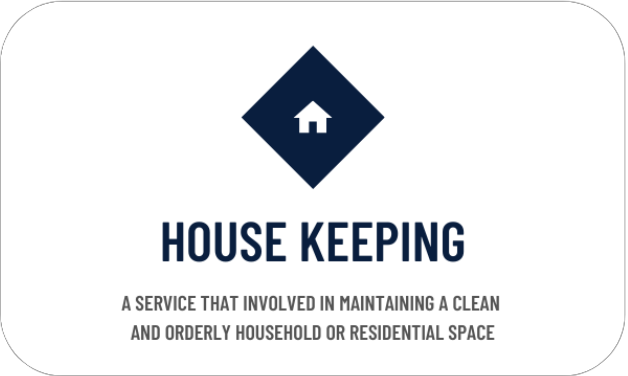 HOUSE KEEPING
A SERVICE THAT INVOLVED IN MAINTAINING A CLEAN
AND ORDERLY HOUSEHOLD OR RESIDENTIAL SPACE